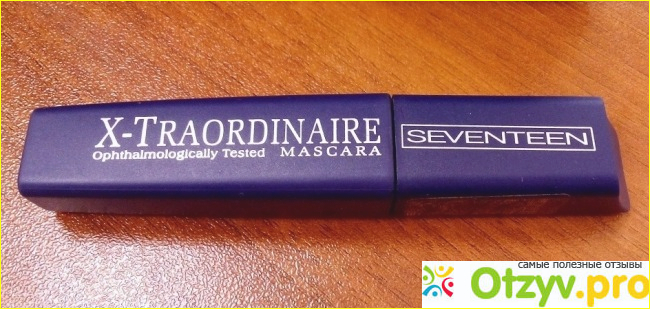 X-TRAORDINAIRE
Ophthalmologically Tested MASCARA
SEVENTEEN
самые полезные отзывы
Otzyv.pro